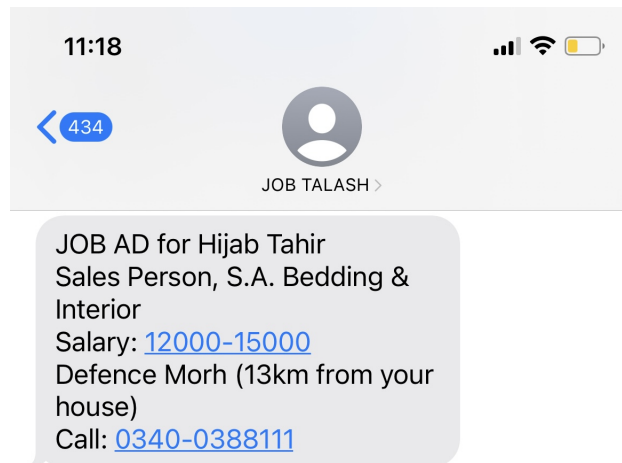 11:18
434
JOB TALASH
JOB AD for Hijab Tahir
Sales Person, S.A. Bedding &
Interior
Salary: 12000-15000
Defence Morh (13km from your
house)
Call: 0340-0388111